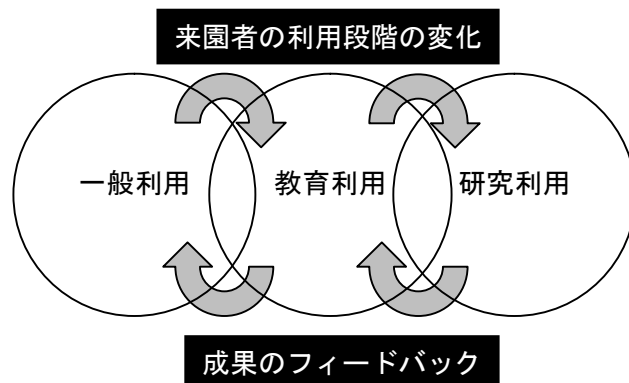 来園者の利用段階の変化
一般利用
教育利用
研究利用
成果のフィードバック